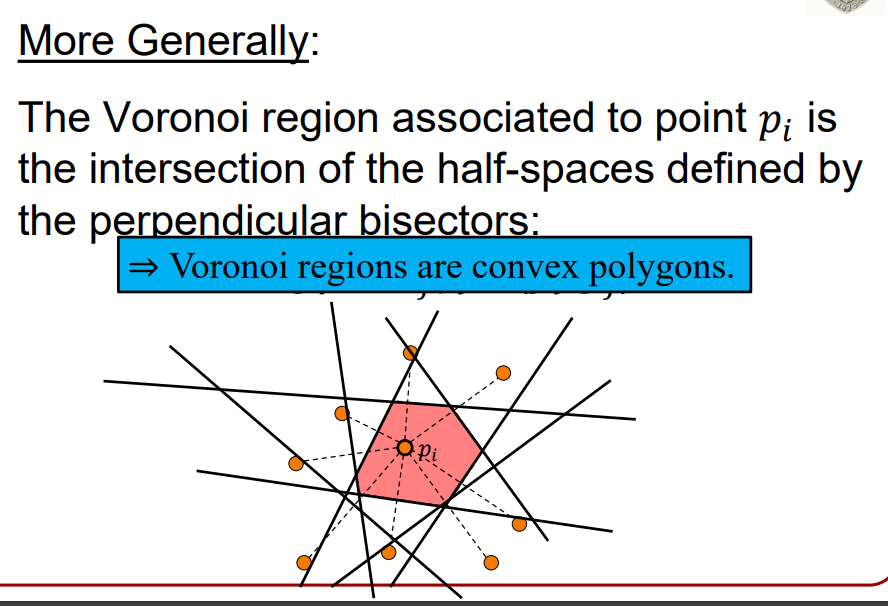 More Generally:
The Voronoi region associated to point pᵢ is
the intersection of the half-spaces defined by
the perpendicular bisectors:
⇒ Voronoi regions are convex polygons.
pᵢ